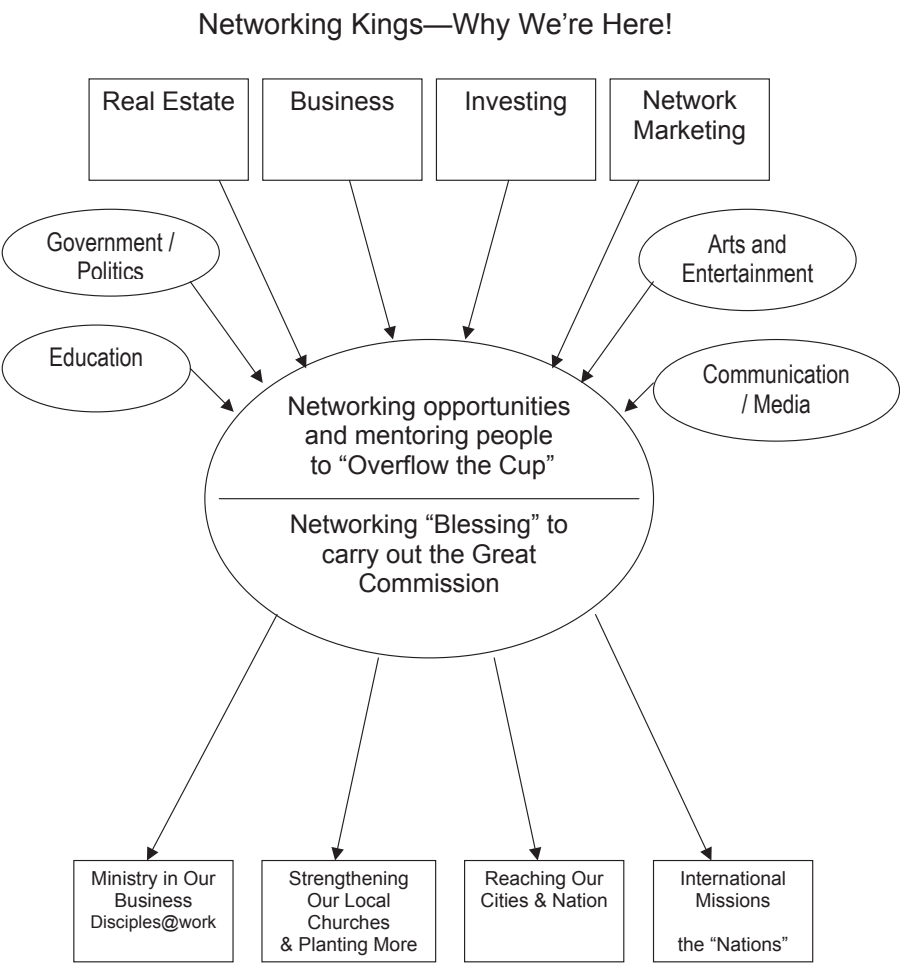 Networking Kings—Why We’re Here!
Real Estate
Business
Investing
Network
Marketing
Government /
Politics
Arts and
Entertainment
Education
Communication
/ Media
Networking opportunities
and mentoring people
to “Overflow the Cup”
Networking “Blessing” to
carry out the Great
Commission
Ministry in Our
Business
Disciples@work
Strengthening
Our Local
Churches
& Planting More
Reaching Our
Cities & Nation
International
Missions
the “Nations”